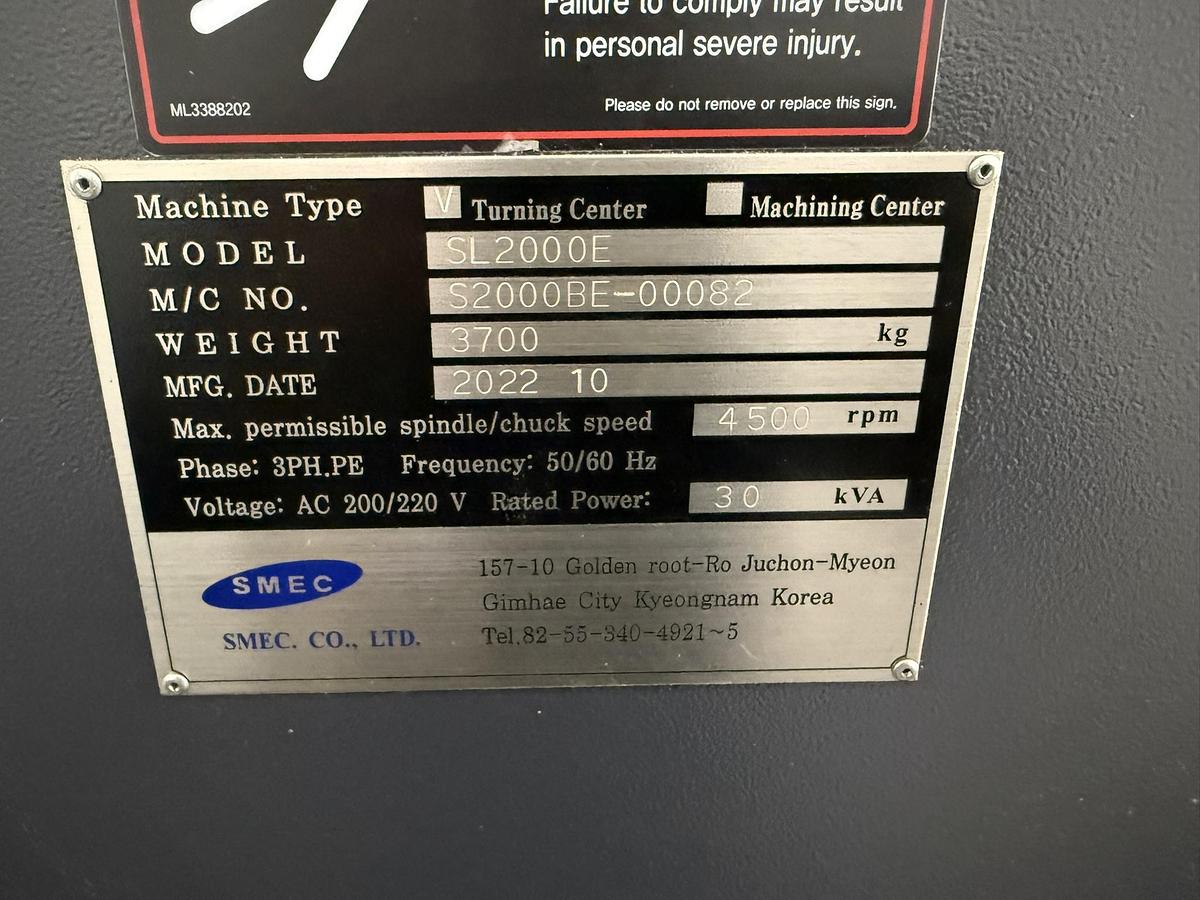 Failure to comply may result
in personal severe injury.
ML3388202
Please do not remove or replace this sign.
Machine Type V Turning Center Machining Center
MODEL SL2000E
M/C NO. S2000BE-00082
WEIGHT 3700 kg
MFG. DATE 2022 10
Max. permissible spindle/chuck speed 4500 rpm
Phase: 3PH.PE Frequency: 50/60 Hz
Voltage: AC 200/220 V Rated Power: 30 kVA
SMEC
SMEC. CO., LTD.
157-10 Golden root-Ro Juchon-Myeon
Gimhae City Kyeongnam Korea
Tel.82-55-340-4921~5